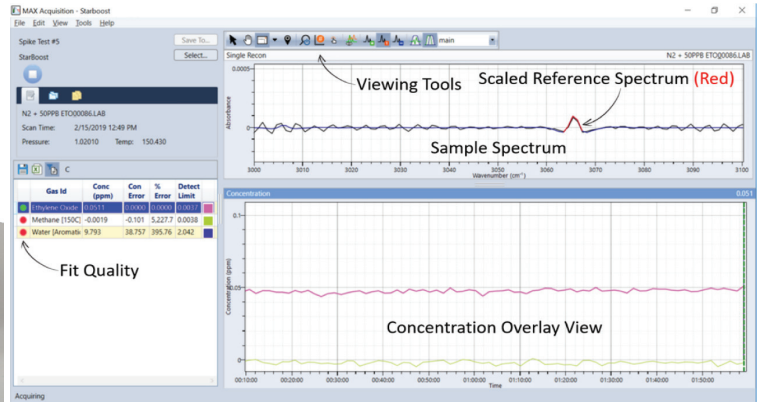 MAX Acquisition - Starboost
File Edit View Tools Help
Spike Test #5
Save To...
StarBoost
Select...
N2 + 50PPB ETO00086.LAB
Scan Time: 2/15/2019 12:49 PM
Pressure: 1.02010 Temp: 150.430
C
Gas Id Conc (ppm) Con Error % Error Detect Limit
Ethylene Oxide 0.0511 0.0000 0.0000 0.0037
Methane [150C] -0.0019 -0.101 5,227.7 0.0038
Water [Aromatic 9.793 38.757 395.76 2.042
Fit Quality
Acquiring
main
Single Recon N2 + 50PPB ETO00086.LAB
Viewing Tools
Scaled Reference Spectrum (Red)
Sample Spectrum
Absorbance
0.0005
0
3000 3010 3020 3030 3040 3050 3060 3070 3080 3090 3100
Wavenumber (cm⁻¹)
Concentration 0.051
Concentration (ppm)
0.1
0.05
0
Concentration Overlay View
00:10:00 00:20:00 00:30:00 00:40:00 00:50:00 01:00:00 01:10:00 01:20:00 01:30:00 01:40:00 01:50:00
Time